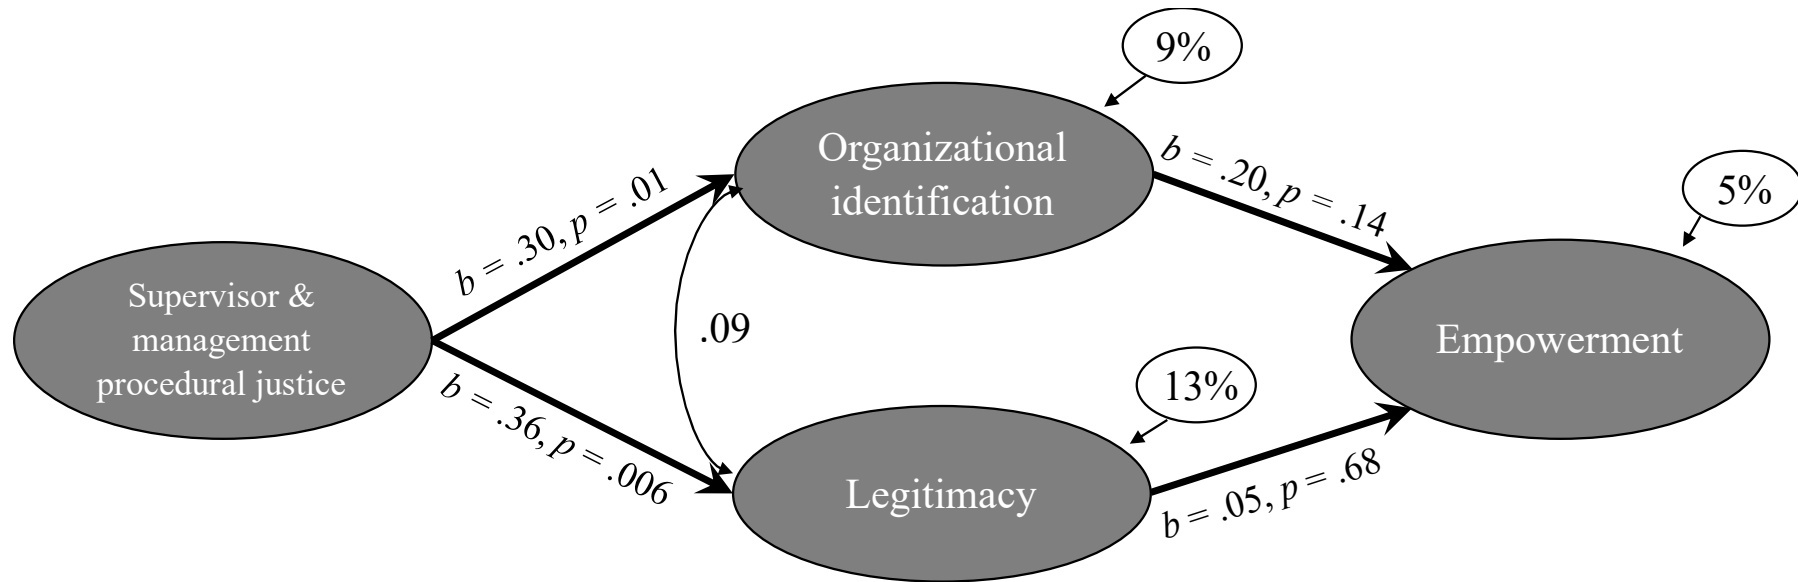 9%
Organizational
identification
b = .30, p = .01
b = .20, p = .14
5%
Supervisor &
management
procedural justice
.09
Empowerment
b = .36, p = .006
13%
Legitimacy
b = .05, p = .68